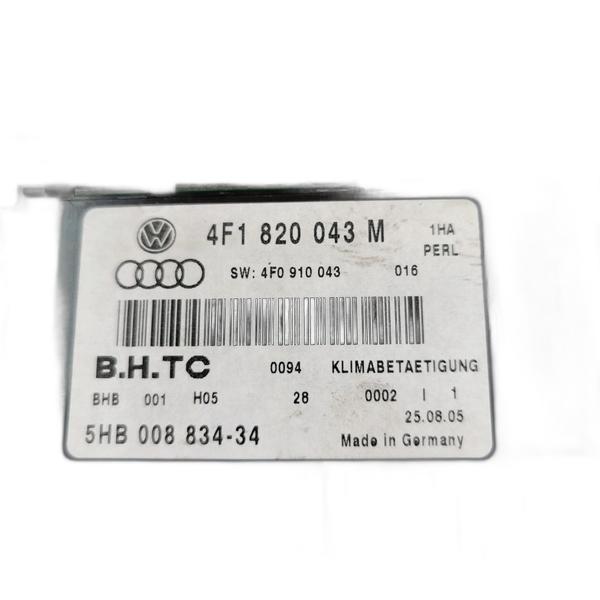 4F1 820 043 M 1HA
PERL
SW: 4F0 910 043 016
B.H.TC 0094 KLIMABETAETIGUNG
BHB 001 H05 28 0002 I 1
25.08.05
5HB 008 834-34 Made in Germany